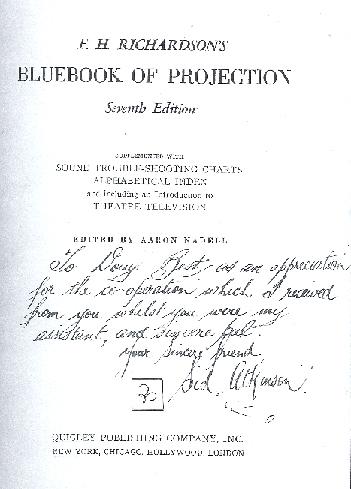 F. H. RICHARDSON'S
BLUEBOOK OF PROJECTION
Seventh Edition
SUPPLEMENTED WITH
SOUND TROUBLE-SHOOTING CHARTS
ALPHABETICAL INDEX
and including an Introduction to
THEATRE TELEVISION
EDITED BY AARON NADELL
To Doug Best, as an appreciation
for the co-operation which I received
from you whilst you were my
assistant, and
your sincere friend
Sid Atkinson.
QUIGLEY PUBLISHING COMPANY, INC.
NEW YORK, CHICAGO, HOLLYWOOD, LONDON